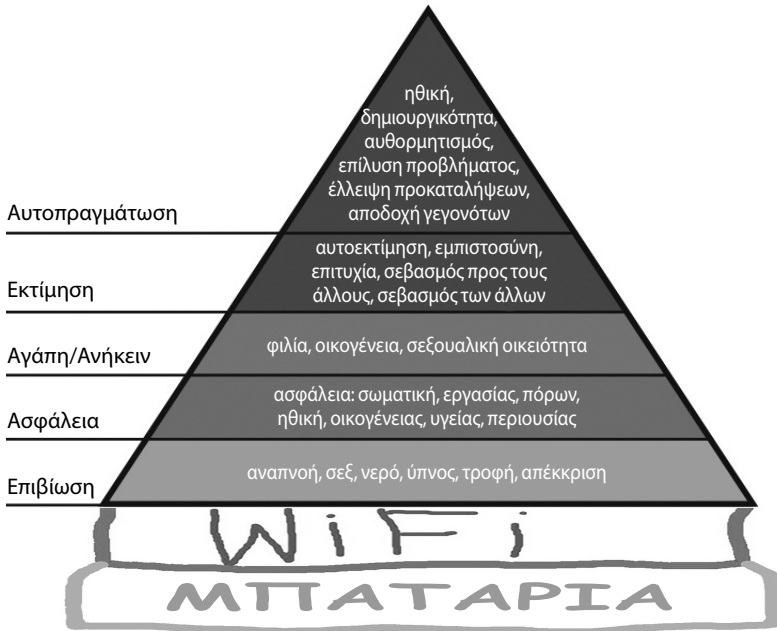 ηθική,
δημιουργικότητα,
αυθορμητισμός,
επίλυση προβλήματος,
έλλειψη προκαταλήψεων,
αποδοχή γεγονότων
Αυτοπραγμάτωση
αυτοεκτίμηση, εμπιστοσύνη,
επιτυχία, σεβασμός προς τους
άλλους, σεβασμός των άλλων
Εκτίμηση
φιλία, οικογένεια, σεξουαλική οικειότητα
Αγάπη/Ανήκειν
ασφάλεια: σωματική, εργασίας, πόρων,
ηθική, οικογένειας, υγείας, περιουσίας
Ασφάλεια
αναπνοή, σεξ, νερό, ύπνος, τροφή, απέκκριση
Επιβίωση
WiFi
ΜΠΑΤΑΡΙΑ